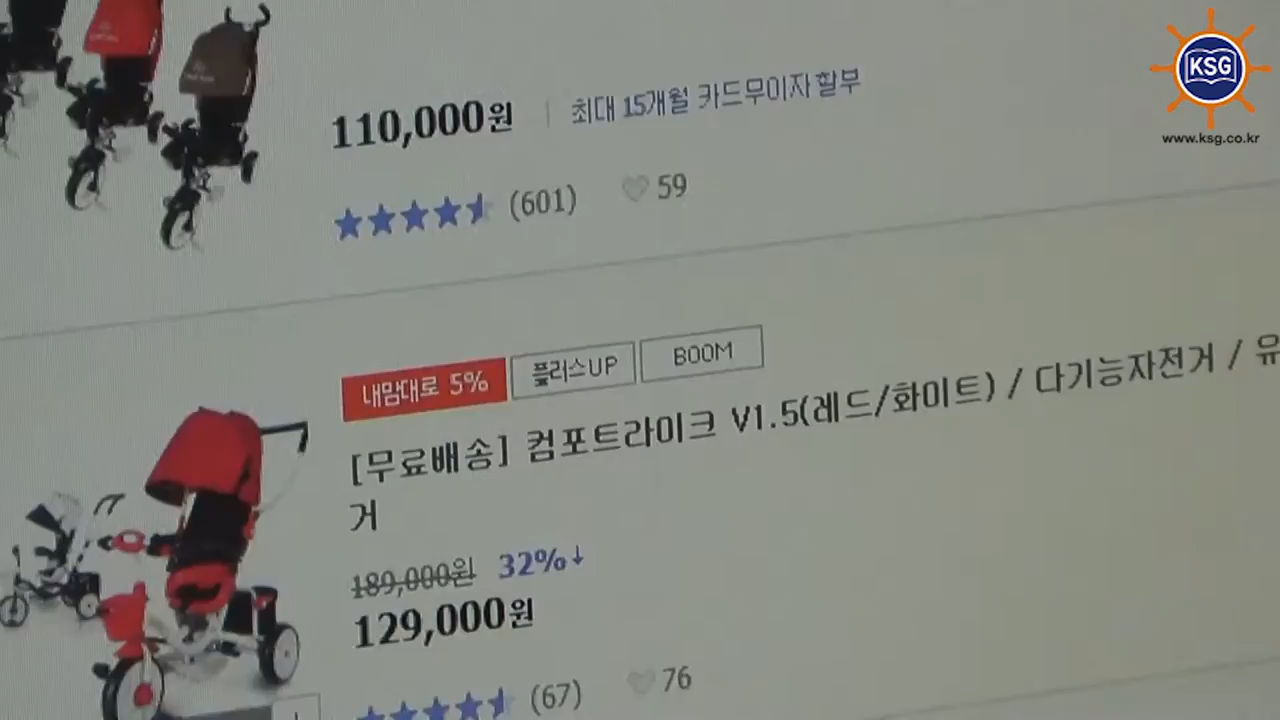 KSG
www.ksg.co.kr
110,000원 | 최대 15개월 카드무이자할부
(601) 59
내맘대로 5% 플러스UP BOOM
[무료배송] 컴포트라이크 V1.5(레드/화이트) / 다기능자전거 / 유
거
189,000원 32%↓
129,000원
(67) 76